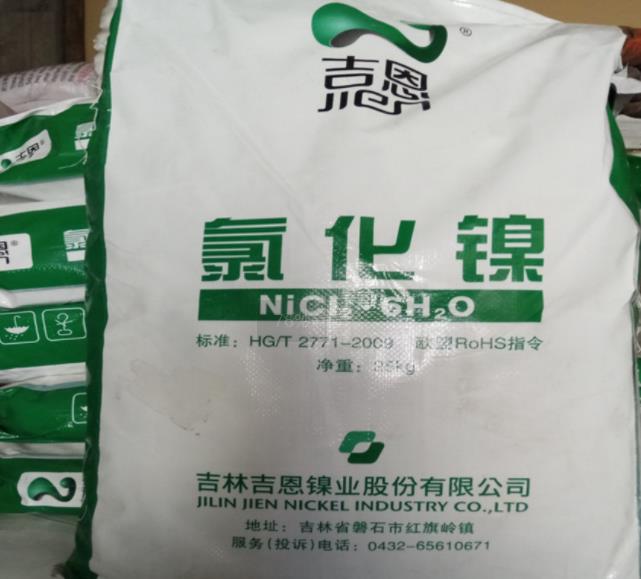 ®
吉恩
JIEN
氯化镍
NiCl₂·6H₂O
标准：HG/T 2771-2009 欧盟RoHS指令
净重：25kg
吉林吉恩镍业股份有限公司
JILIN JIEN NICKEL INDUSTRY CO.,LTD
地址：吉林省磐石市红旗岭镇
服务(投诉)电话：0432-65610671